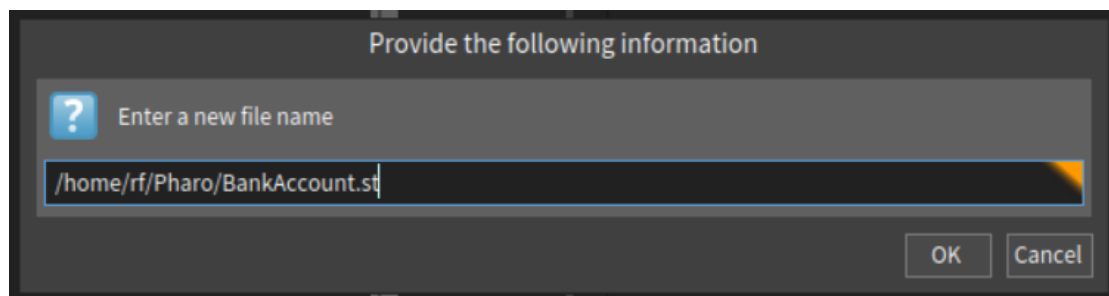 Provide the following information
?
Enter a new file name
/home/rf/Pharo/BankAccount.st
OK
Cancel